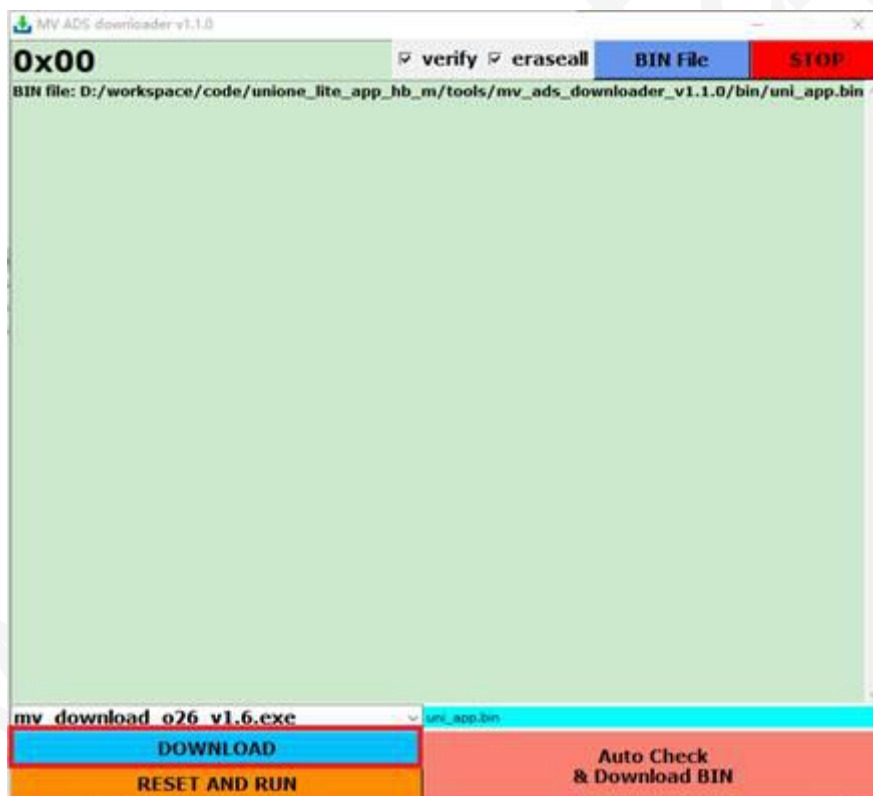 MV ADS downloader v1.1.0
0x00
verify
eraseall
BIN File
STOP
BIN file: D:/workspace/code/unione_lite_app_hb_m/tools/mv_ads_downloader_v1.1.0/bin/uni_app.bin
mv_download_o26_v1.6.exe
uni_app.bin
DOWNLOAD
RESET AND RUN
Auto Check
& Download BIN